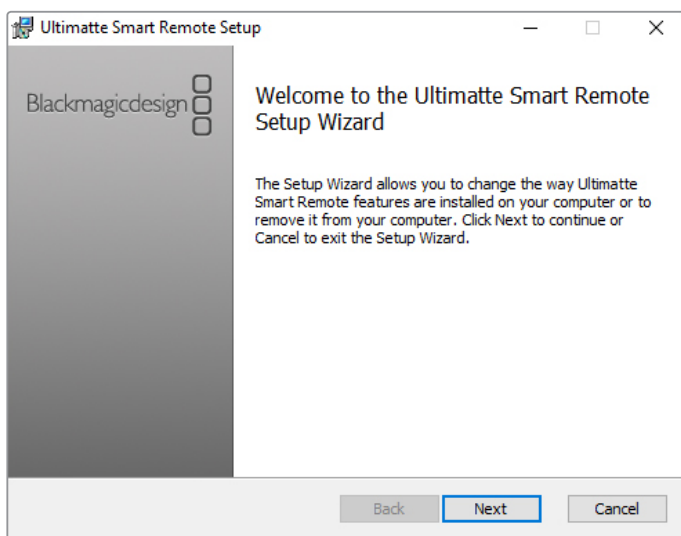 Ultimatte Smart Remote Setup
Blackmagicdesign
Welcome to the Ultimatte Smart Remote
Setup Wizard
The Setup Wizard allows you to change the way Ultimatte
Smart Remote features are installed on your computer or to
remove it from your computer. Click Next to continue or
Cancel to exit the Setup Wizard.
Back Next Cancel